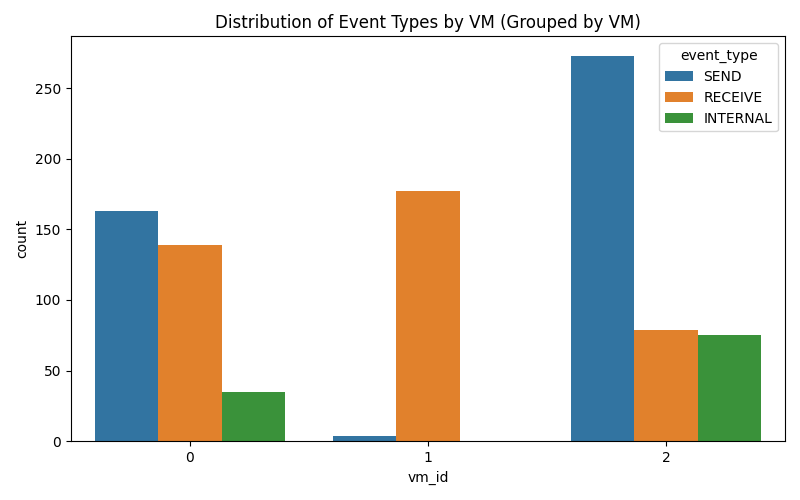 Distribution of Event Types by VM (Grouped by VM)
event_type
SEND
RECEIVE
INTERNAL
count
250
200
150
100
50
0
0 1 2
vm_id